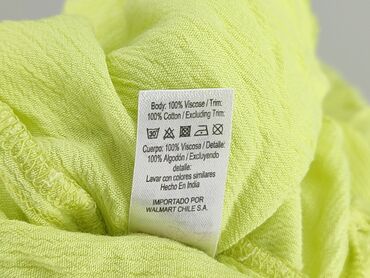 Body: 100% Viscose / Trim:
100% Cotton / Excluding Trim:
30
Cuerpo: 100% Viscosa / Detalle:
100% Algodón / Excluyendo
detalle:
Lavar con colores similares
Hecho En India
IMPORTADO POR
WALMART CHILE S.A.